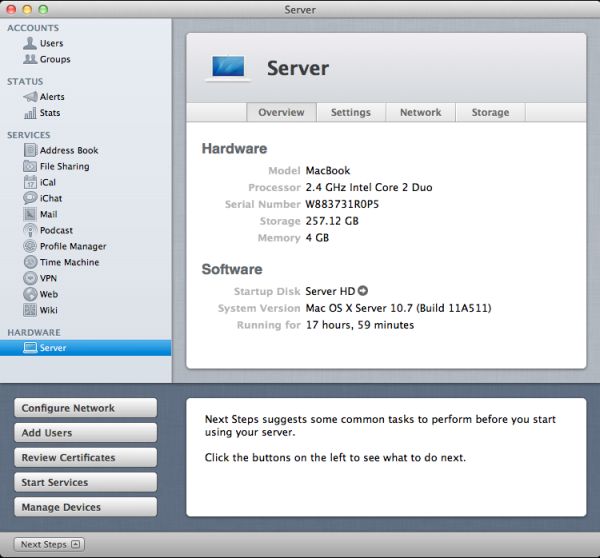 Server
ACCOUNTS
Users
Groups
STATUS
Alerts
Stats
SERVICES
Address Book
File Sharing
iCal
iChat
Mail
Podcast
Profile Manager
Time Machine
VPN
Web
Wiki
HARDWARE
Server
Server
Overview Settings Network Storage
Hardware
Model MacBook
Processor 2.4 GHz Intel Core 2 Duo
Serial Number W883731R0P5
Storage 257.12 GB
Memory 4 GB
Software
Startup Disk Server HD
System Version Mac OS X Server 10.7 (Build 11A511)
Running for 17 hours, 59 minutes
Configure Network
Add Users
Review Certificates
Start Services
Manage Devices
Next Steps suggests some common tasks to perform before you start
using your server.
Click the buttons on the left to see what to do next.
Next Steps